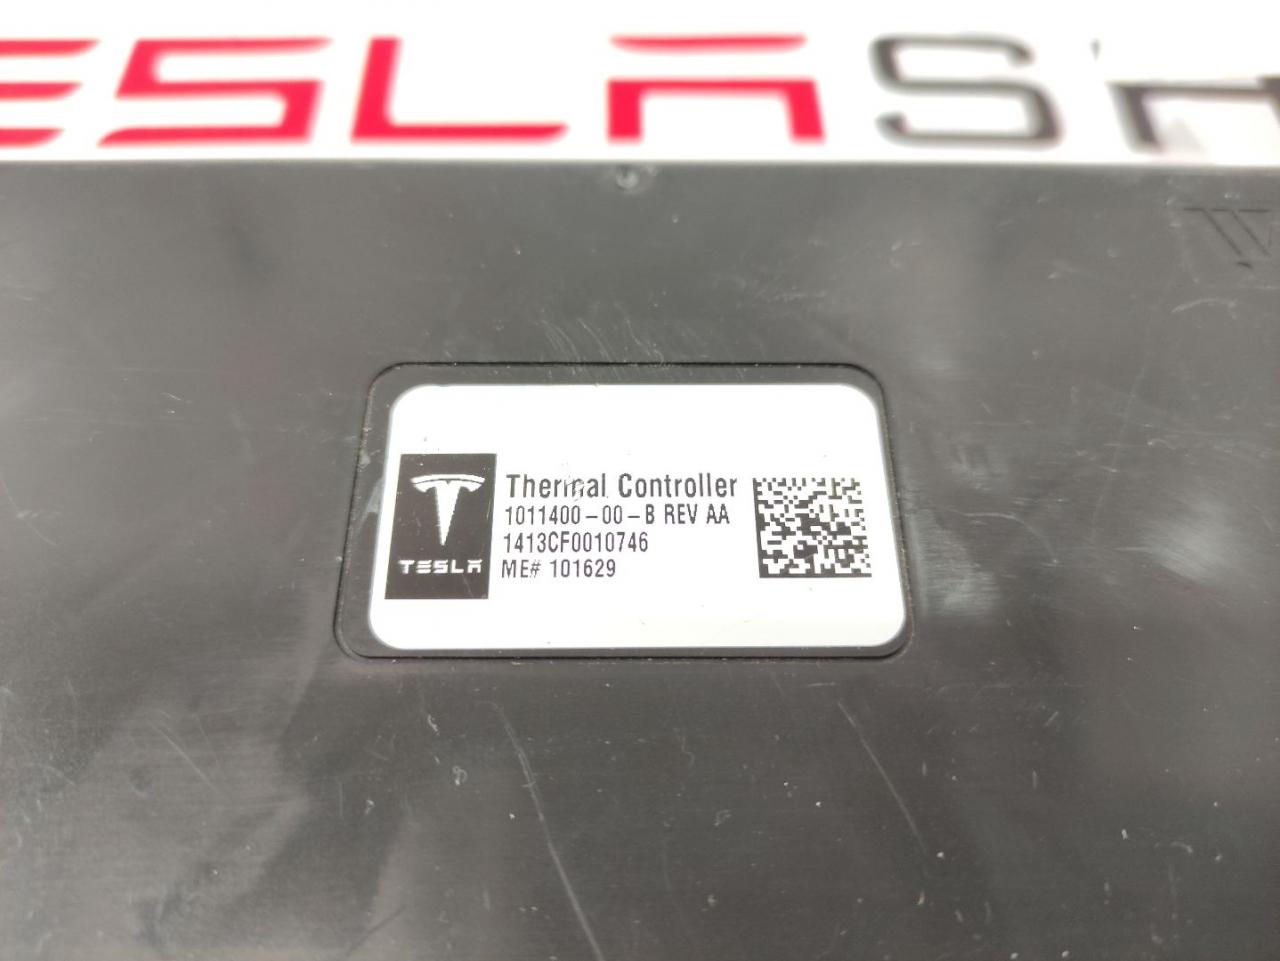 TESLASH
Thermal Controller
1011400-00-B REV AA
1413CF0010746
ME# 101629
TESLA